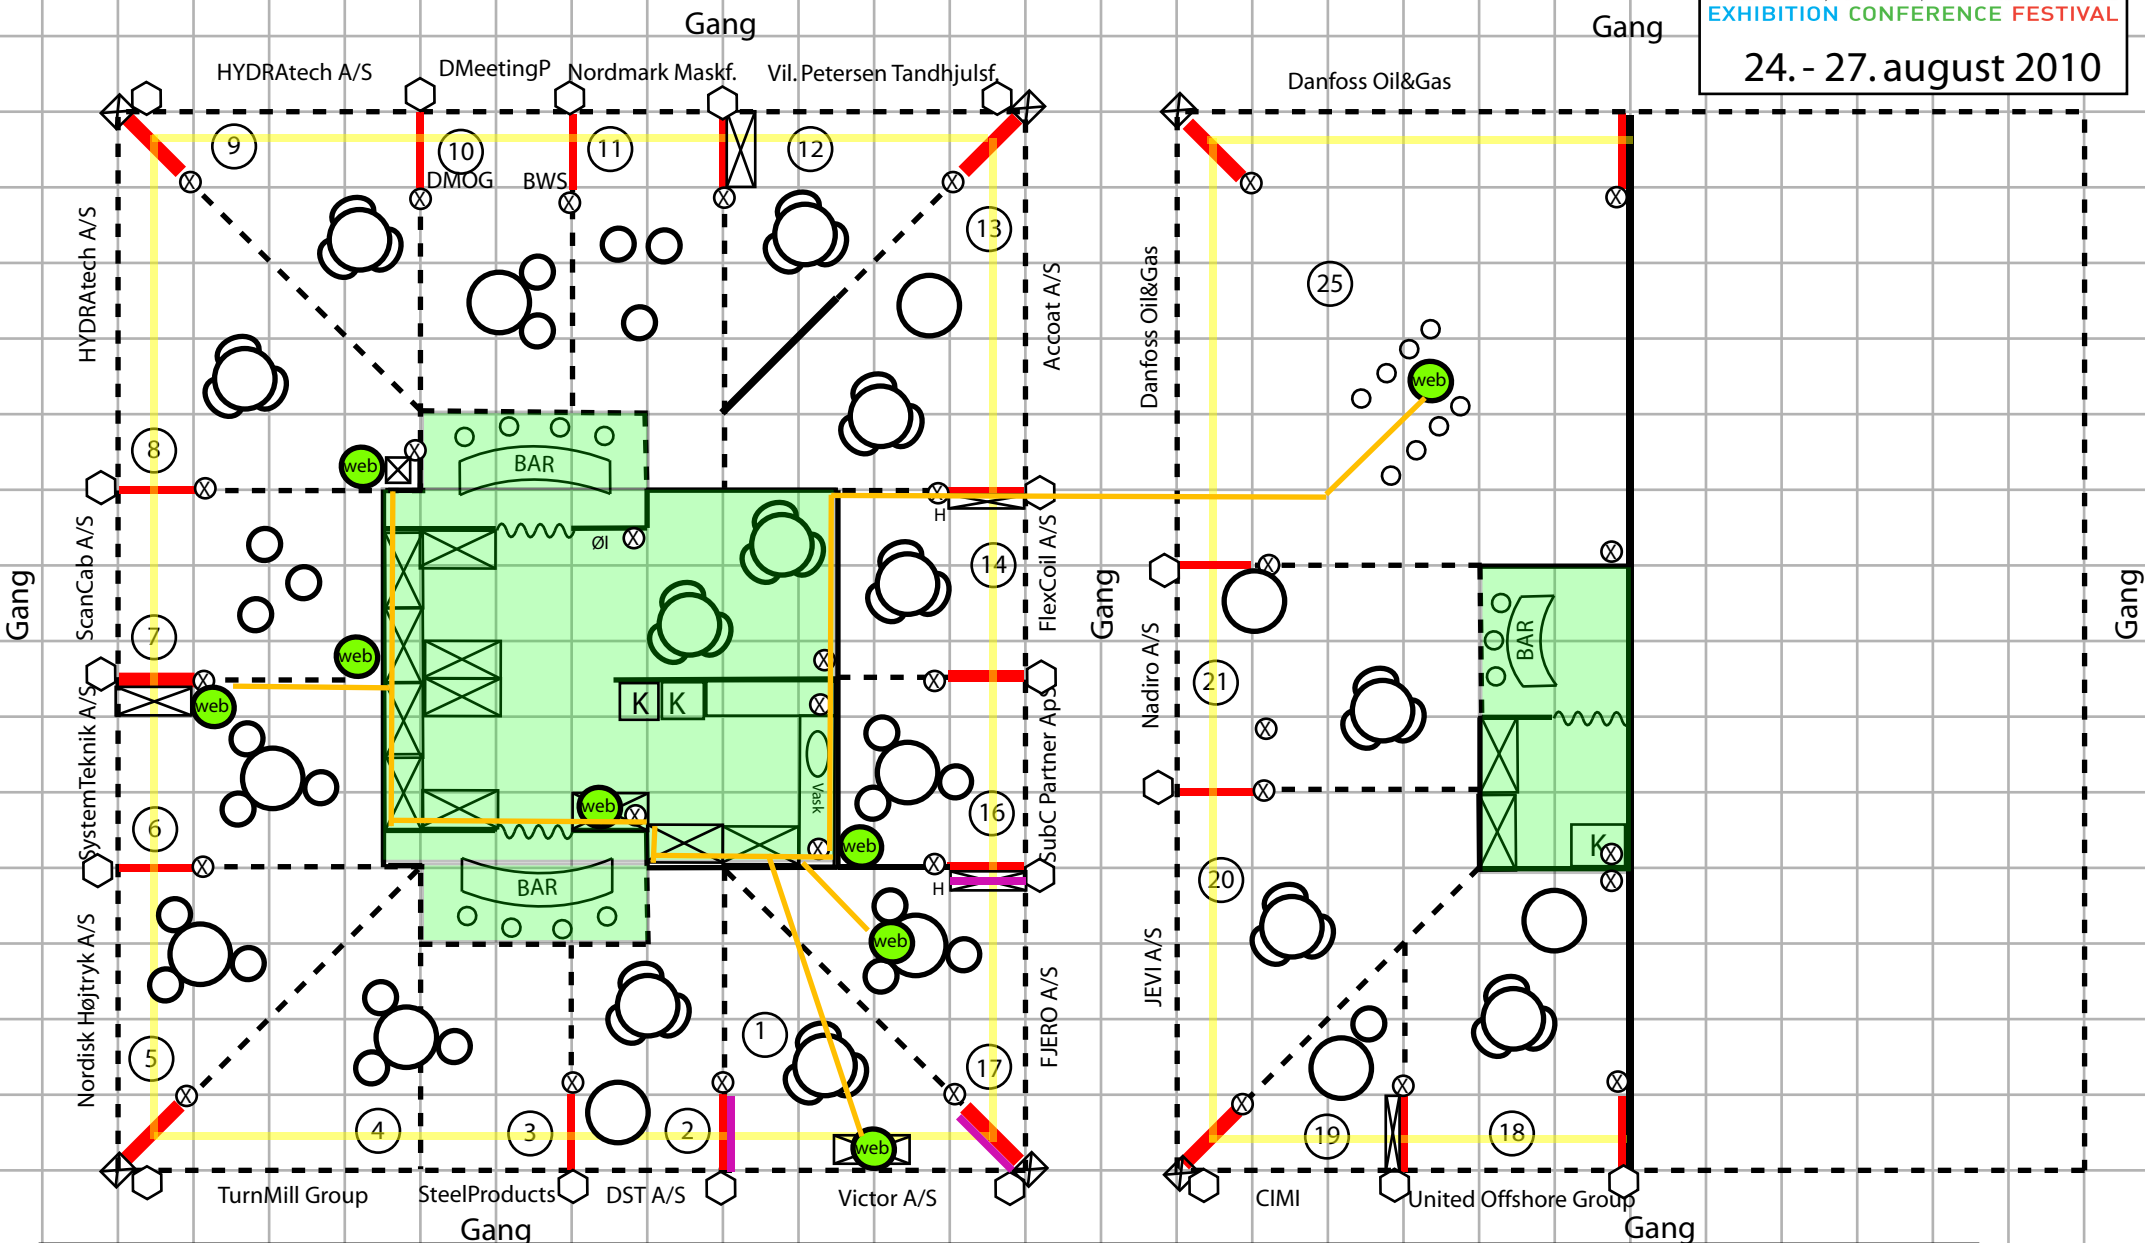 Gang
Gang
EXHIBITION CONFERENCE FESTIVAL
24. - 27. august 2010
HYDRAtech A/S
DMeetingP
Nordmark Maskf.
Vil. Petersen Tandhjulsf.
Danfoss Oil&Gas
9
10
11
12
DMOG
BWS
13
HYDRAtech A/S
Accoat A/S
Danfoss Oil&Gas
25
web
8
web
BAR
H
Øl
ScanCab A/S
FlexCoil A/S
14
Gang
Gang
Gang
7
web
web
K
K
BAR
Nadiro A/S
21
SystemTeknik A/S
SubC Partner ApS
Vask
web
6
16
web
K
20
H
BAR
web
Nordisk Højtryk A/S
FJERO A/S
JEVI A/S
5
1
17
4
3
2
web
19
18
TurnMill Group
SteelProducts
DST A/S
Victor A/S
CIMI
United Offshore Group
Gang
Gang